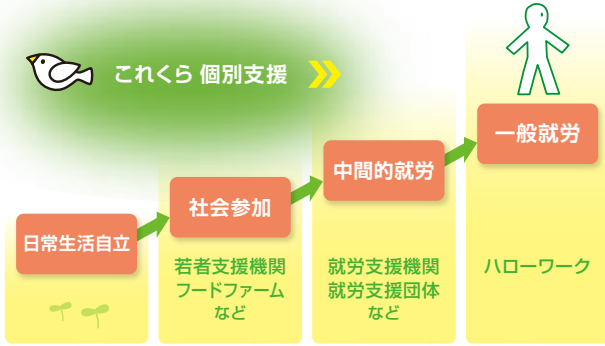 これくら 個別支援
日常生活自立
社会参加
若者支援機関
フードファーム
など
中間的就労
就労支援機関
就労支援団体
など
一般就労
ハローワーク